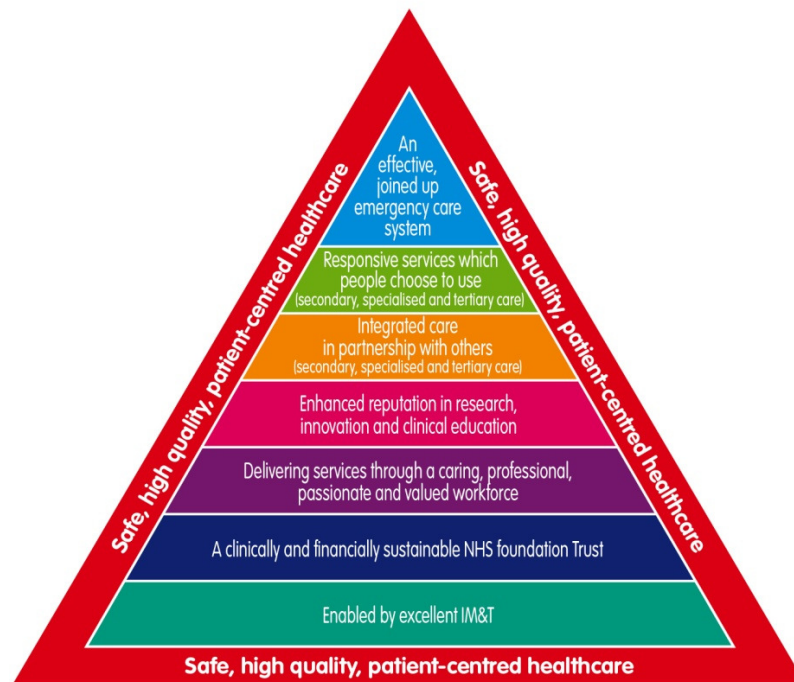 An
effective,
joined up
emergency care
system
Responsive services which
people choose to use
(secondary, specialised and tertiary care)
Integrated care
in partnership with others
(secondary, specialised and tertiary care)
Enhanced reputation in research,
innovation and clinical education
Delivering services through a caring, professional,
passionate and valued workforce
A clinically and financially sustainable NHS foundation Trust
Enabled by excellent IM&T
Safe, high quality, patient-centred healthcare
Safe, high quality, patient-centred healthcare
Safe, high quality, patient-centred healthcare